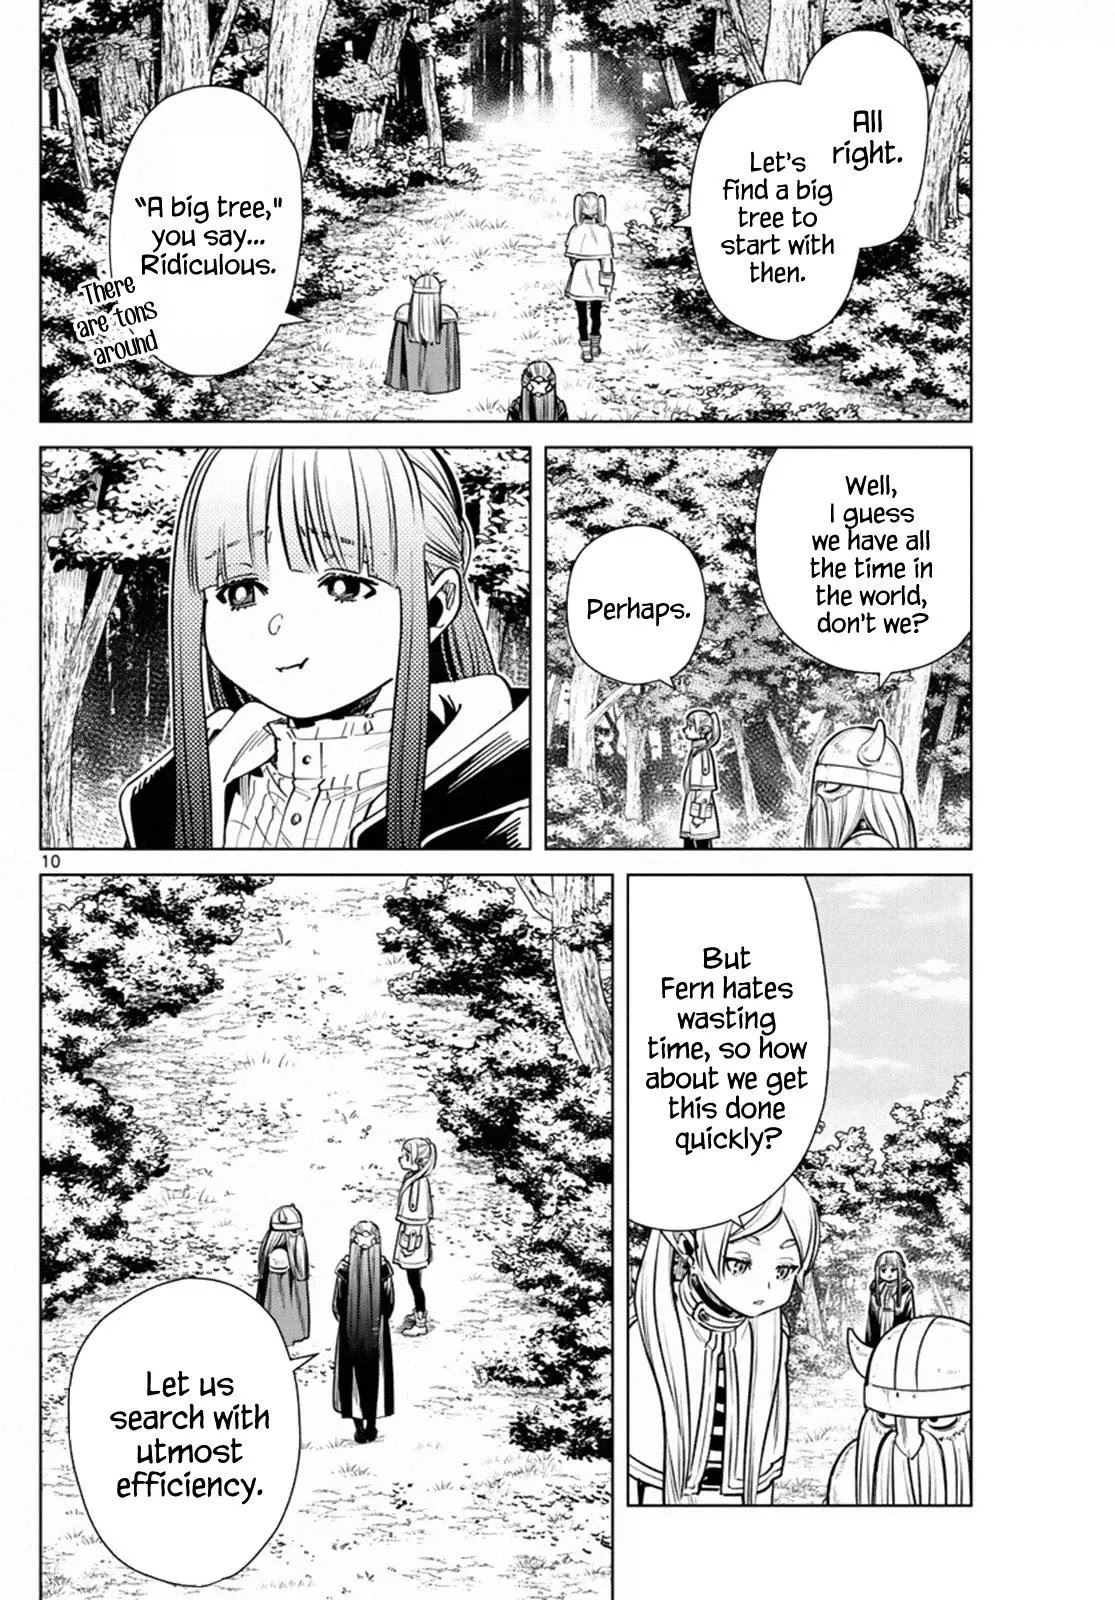 All
right.
Let's
find a big
tree to
start with
then.
“A big tree,"
you say...
Ridiculous.
There
are tons
around
Well,
I guess
we have all
the time in
the world,
don't we?
Perhaps.
10
But
Fern hates
wasting
time, so how
about we get
this done
quickly?
Let us
search with
utmost
efficiency.